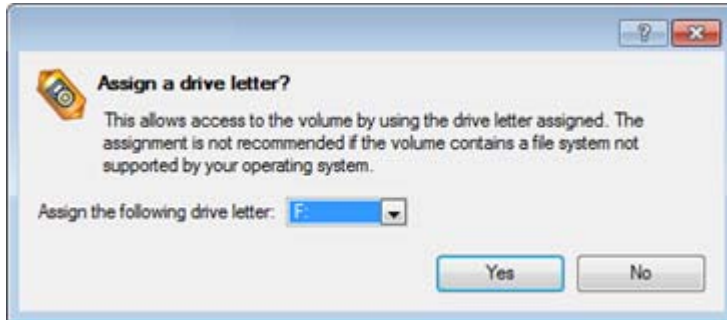 Assign a drive letter?
This allows access to the volume by using the drive letter assigned. The
assignment is not recommended if the volume contains a file system not
supported by your operating system.
Assign the following drive letter: F:
Yes No